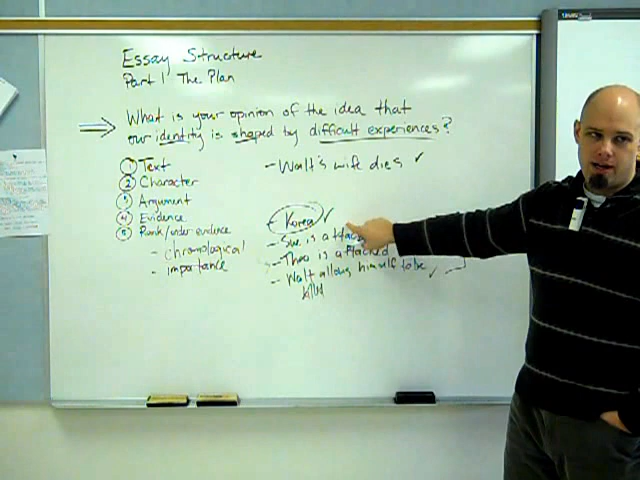 Essay Structure
Part 1 The Plan
What is your opinion of the idea that
our identity is shaped by difficult experiences?
1 Text
2 Character
3 Argument
4 Evidence
5 Rank/order evidence
- chronological
- importance
- Walt's wife dies ✓
- Korea ✓
- Sue is attac
- Thao is attacked
- Walt allows himself to be ✓
killed